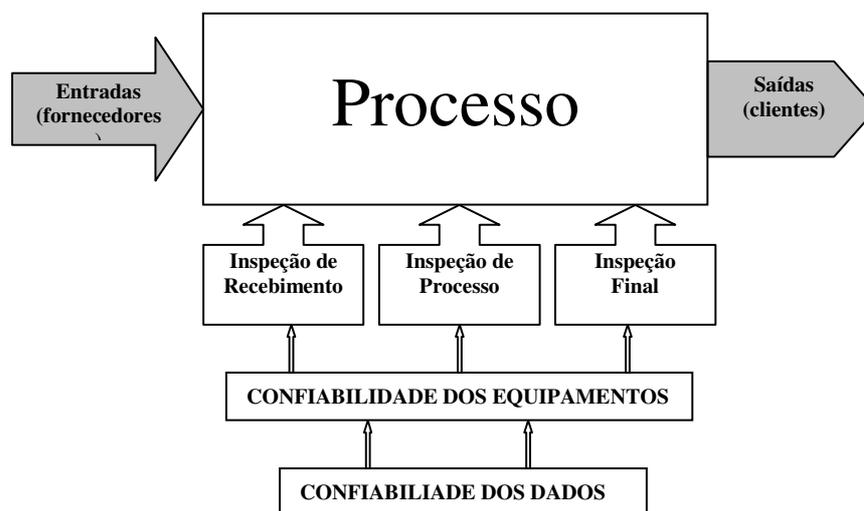 Entradas
(fornecedores
)
Processo
Saídas
(clientes)
Inspeção de
Recebimento
Inspeção de
Processo
Inspeção
Final
CONFIABILIDADE DOS EQUIPAMENTOS
CONFIABILIADE DOS DADOS